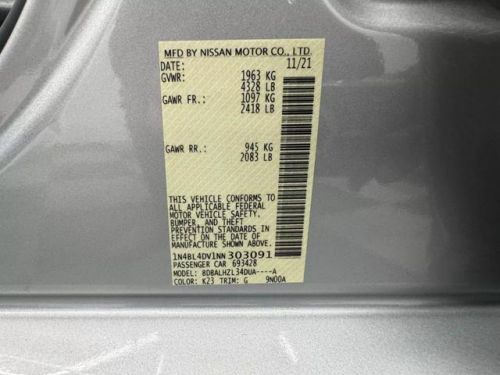 MFD BY NISSAN MOTOR CO., LTD.
DATE: 11/21
GVWR: 1963 KG
4328 LB
GAWR FR.: 1097 KG
2418 LB
GAWR RR.: 945 KG
2083 LB
THIS VEHICLE CONFORMS TO
ALL APPLICABLE FEDERAL
MOTOR VEHICLE SAFETY,
BUMPER, AND THEFT
PREVENTION STANDARDS IN
EFFECT ON THE DATE OF
MANUFACTURE SHOWN ABOVE.
1N4BL4DV1NN303091
PASSENGER CAR 693428
MODEL: BDBALHZL34DUA----A
COLOR: K23 TRIM: G 9N00A